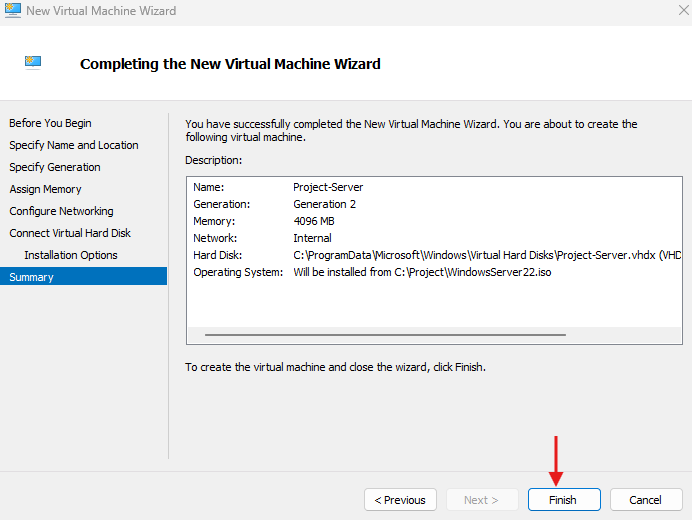 New Virtual Machine Wizard
Completing the New Virtual Machine Wizard
Before You Begin
Specify Name and Location
Specify Generation
Assign Memory
Configure Networking
Connect Virtual Hard Disk
Installation Options
Summary
You have successfully completed the New Virtual Machine Wizard. You are about to create the
following virtual machine.
Description:
Name: Project-Server
Generation: Generation 2
Memory: 4096 MB
Network: Internal
Hard Disk: C:\ProgramData\Microsoft\Windows\Virtual Hard Disks\Project-Server.vhdx (VHD
Operating System: Will be installed from C:\Project\WindowsServer22.iso
To create the virtual machine and close the wizard, click Finish.
< Previous
Next >
Finish
Cancel